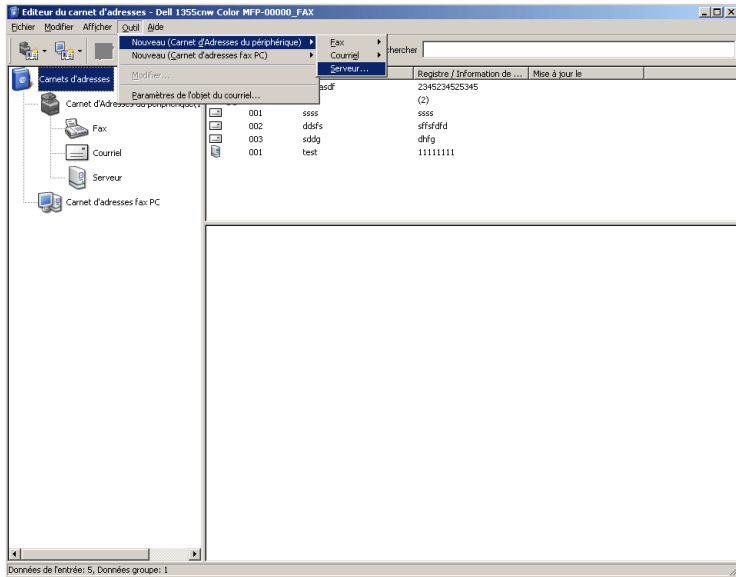 Editeur du carnet d'adresses - Dell 1355cnw Color MFP-00000_FAX
Fichier Modifier Afficher Outil Aide
Nouveau (Carnet d'Adresses du périphérique)
Nouveau (Carnet d'adresses fax PC)
Modifier...
Paramètres de l'objet du courriel...
Fax
Courriel
Serveur...
hercher
Registre / Information de ... Mise à jour le
asdf 2345234525345
(2)
001 ssss ssss
002 ddsfs sffsfdfd
003 sddg dhfg
001 test 11111111
Carnets d'adresses
Carnet d'Adresses du périphérique(1
Fax
Courriel
Serveur
Carnet d'adresses fax PC
Données de l'entrée: 5, Données groupe: 1